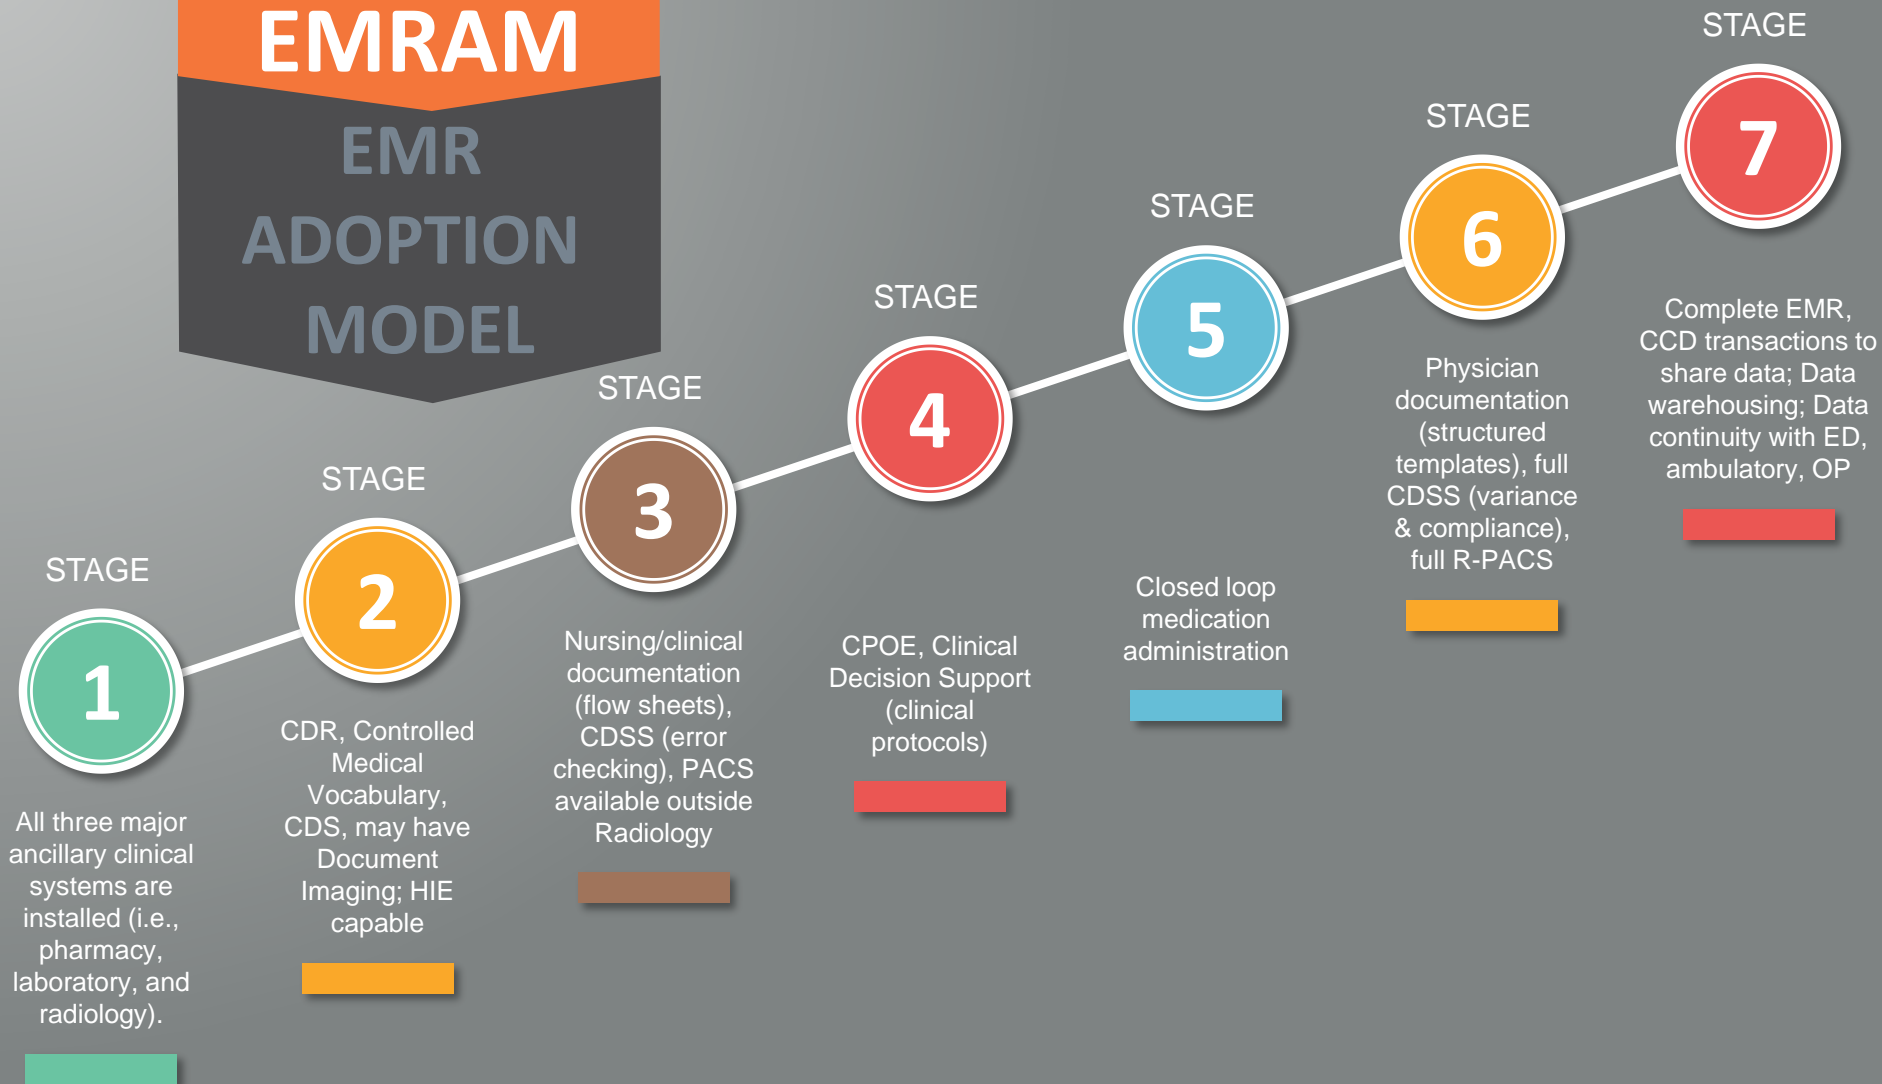 EMRAM
EMR
ADOPTION
MODEL
STAGE
1
All three major
ancillary clinical
systems are
installed (i.e.,
pharmacy,
laboratory, and
radiology).
STAGE
2
CDR, Controlled
Medical
Vocabulary,
CDS, may have
Document
Imaging; HIE
capable
STAGE
3
Nursing/clinical
documentation
(flow sheets),
CDSS (error
checking), PACS
available outside
Radiology
STAGE
4
CPOE, Clinical
Decision Support
(clinical
protocols)
STAGE
5
Closed loop
medication
administration
STAGE
6
Physician
documentation
(structured
templates), full
CDSS (variance
& compliance),
full R-PACS
STAGE
7
Complete EMR,
CCD transactions to
share data; Data
warehousing; Data
continuity with ED,
ambulatory, OP